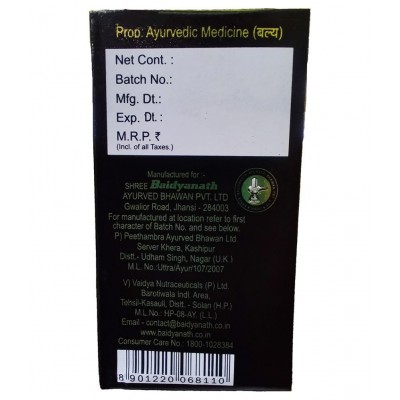 Prop. Ayurvedic Medicine (बल्य)
Net Cont. :
Batch No.:
Mfg. Dt.:
Exp. Dt.:
M.R.P. ₹
(Incl. of all Taxes.)
Manufactured for :-
SHREE Baidyanath
AYURVED BHAWAN PVT. LTD
Gwalior Road, Jhansi - 284003
For manufactured at location refer to first
character of Batch No. and see below.
P) Peethambra Ayurved Bhawan Ltd.
Server Khera, Kashipur
Distt.- Udham Singh, Nagar (U.K.)
M.L. No.:Uttra/Ayur/107/2007
V) Vaidya Nutraceuticals (P) Ltd.
Barotiwala Indl. Area,
Tehsil-Kasauli, Distt. - Solan (H.P.)
M.L.No.: HP-08-AY. (L.L.)
Email - contact@baidyanath.co.in
www.baidyanath.co.in
Consumer Care No.: 1800-1028384
8 901220 068110